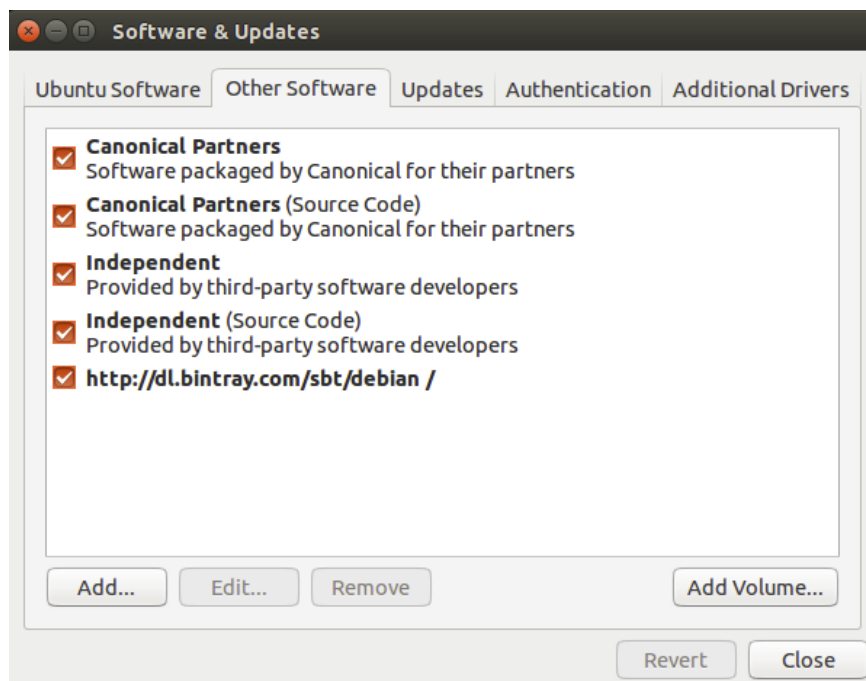 Software & Updates
Ubuntu Software Other Software Updates Authentication Additional Drivers
Canonical Partners
Software packaged by Canonical for their partners
Canonical Partners (Source Code)
Software packaged by Canonical for their partners
Independent
Provided by third-party software developers
Independent (Source Code)
Provided by third-party software developers
http://dl.bintray.com/sbt/debian /
Add... Edit... Remove Add Volume...
Revert Close